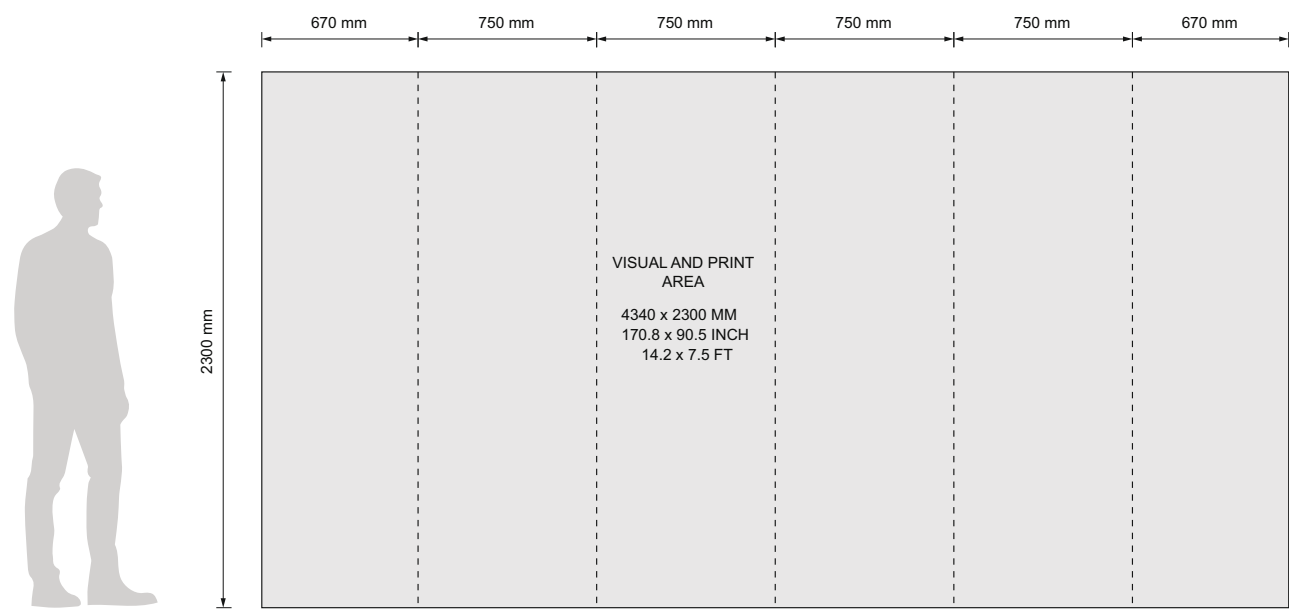 670 mm 750 mm 750 mm 750 mm 750 mm 670 mm
2300 mm
VISUAL AND PRINT
AREA
4340 x 2300 MM
170.8 x 90.5 INCH
14.2 x 7.5 FT